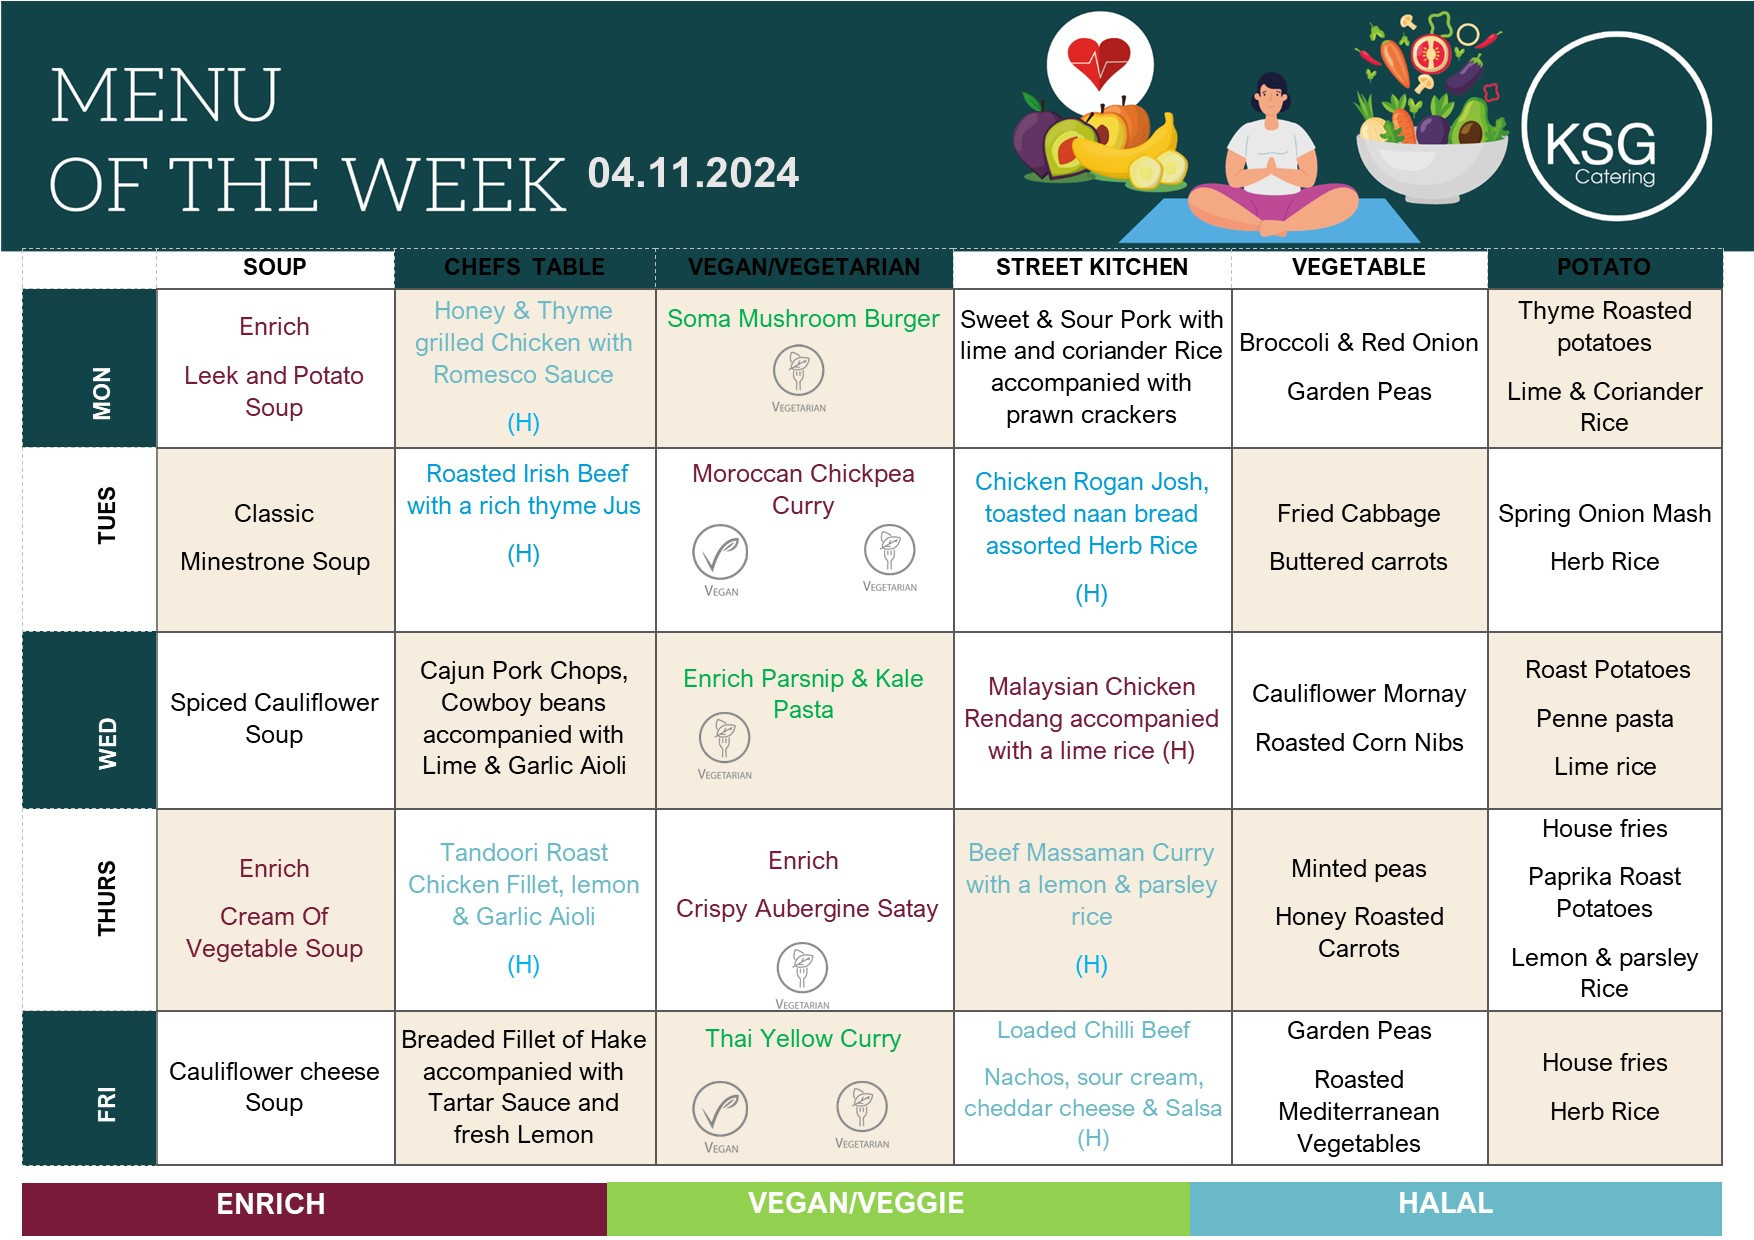 MENU
OF THE WEEK 04.11.2024
KSG
Catering
SOUP
CHEFS TABLE
VEGAN/VEGETARIAN
STREET KITCHEN
VEGETABLE
POTATO
MON
Enrich
Leek and Potato
Soup
Honey & Thyme
grilled Chicken with
Romesco Sauce
(H)
Soma Mushroom Burger
VEGETARIAN
Sweet & Sour Pork with
lime and coriander Rice
accompanied with
prawn crackers
Broccoli & Red Onion
Garden Peas
Thyme Roasted
potatoes
Lime & Coriander
Rice
TUES
Classic
Minestrone Soup
Roasted Irish Beef
with a rich thyme Jus
(H)
Moroccan Chickpea
Curry
VEGAN
VEGETARIAN
Chicken Rogan Josh,
toasted naan bread
assorted Herb Rice
(H)
Fried Cabbage
Buttered carrots
Spring Onion Mash
Herb Rice
WED
Spiced Cauliflower
Soup
Cajun Pork Chops,
Cowboy beans
accompanied with
Lime & Garlic Aioli
Enrich Parsnip & Kale
Pasta
VEGETARIAN
Malaysian Chicken
Rendang accompanied
with a lime rice (H)
Cauliflower Mornay
Roasted Corn Nibs
Roast Potatoes
Penne pasta
Lime rice
THURS
Enrich
Cream Of
Vegetable Soup
Tandoori Roast
Chicken Fillet, lemon
& Garlic Aioli
(H)
Enrich
Crispy Aubergine Satay
VEGETARIAN
Beef Massaman Curry
with a lemon & parsley
rice
(H)
Minted peas
Honey Roasted
Carrots
House fries
Paprika Roast
Potatoes
Lemon & parsley
Rice
FRI
Cauliflower cheese
Soup
Breaded Fillet of Hake
accompanied with
Tartar Sauce and
fresh Lemon
Thai Yellow Curry
VEGAN
VEGETARIAN
Loaded Chilli Beef
Nachos, sour cream,
cheddar cheese & Salsa
(H)
Garden Peas
Roasted
Mediterranean
Vegetables
House fries
Herb Rice
ENRICH
VEGAN/VEGGIE
HALAL